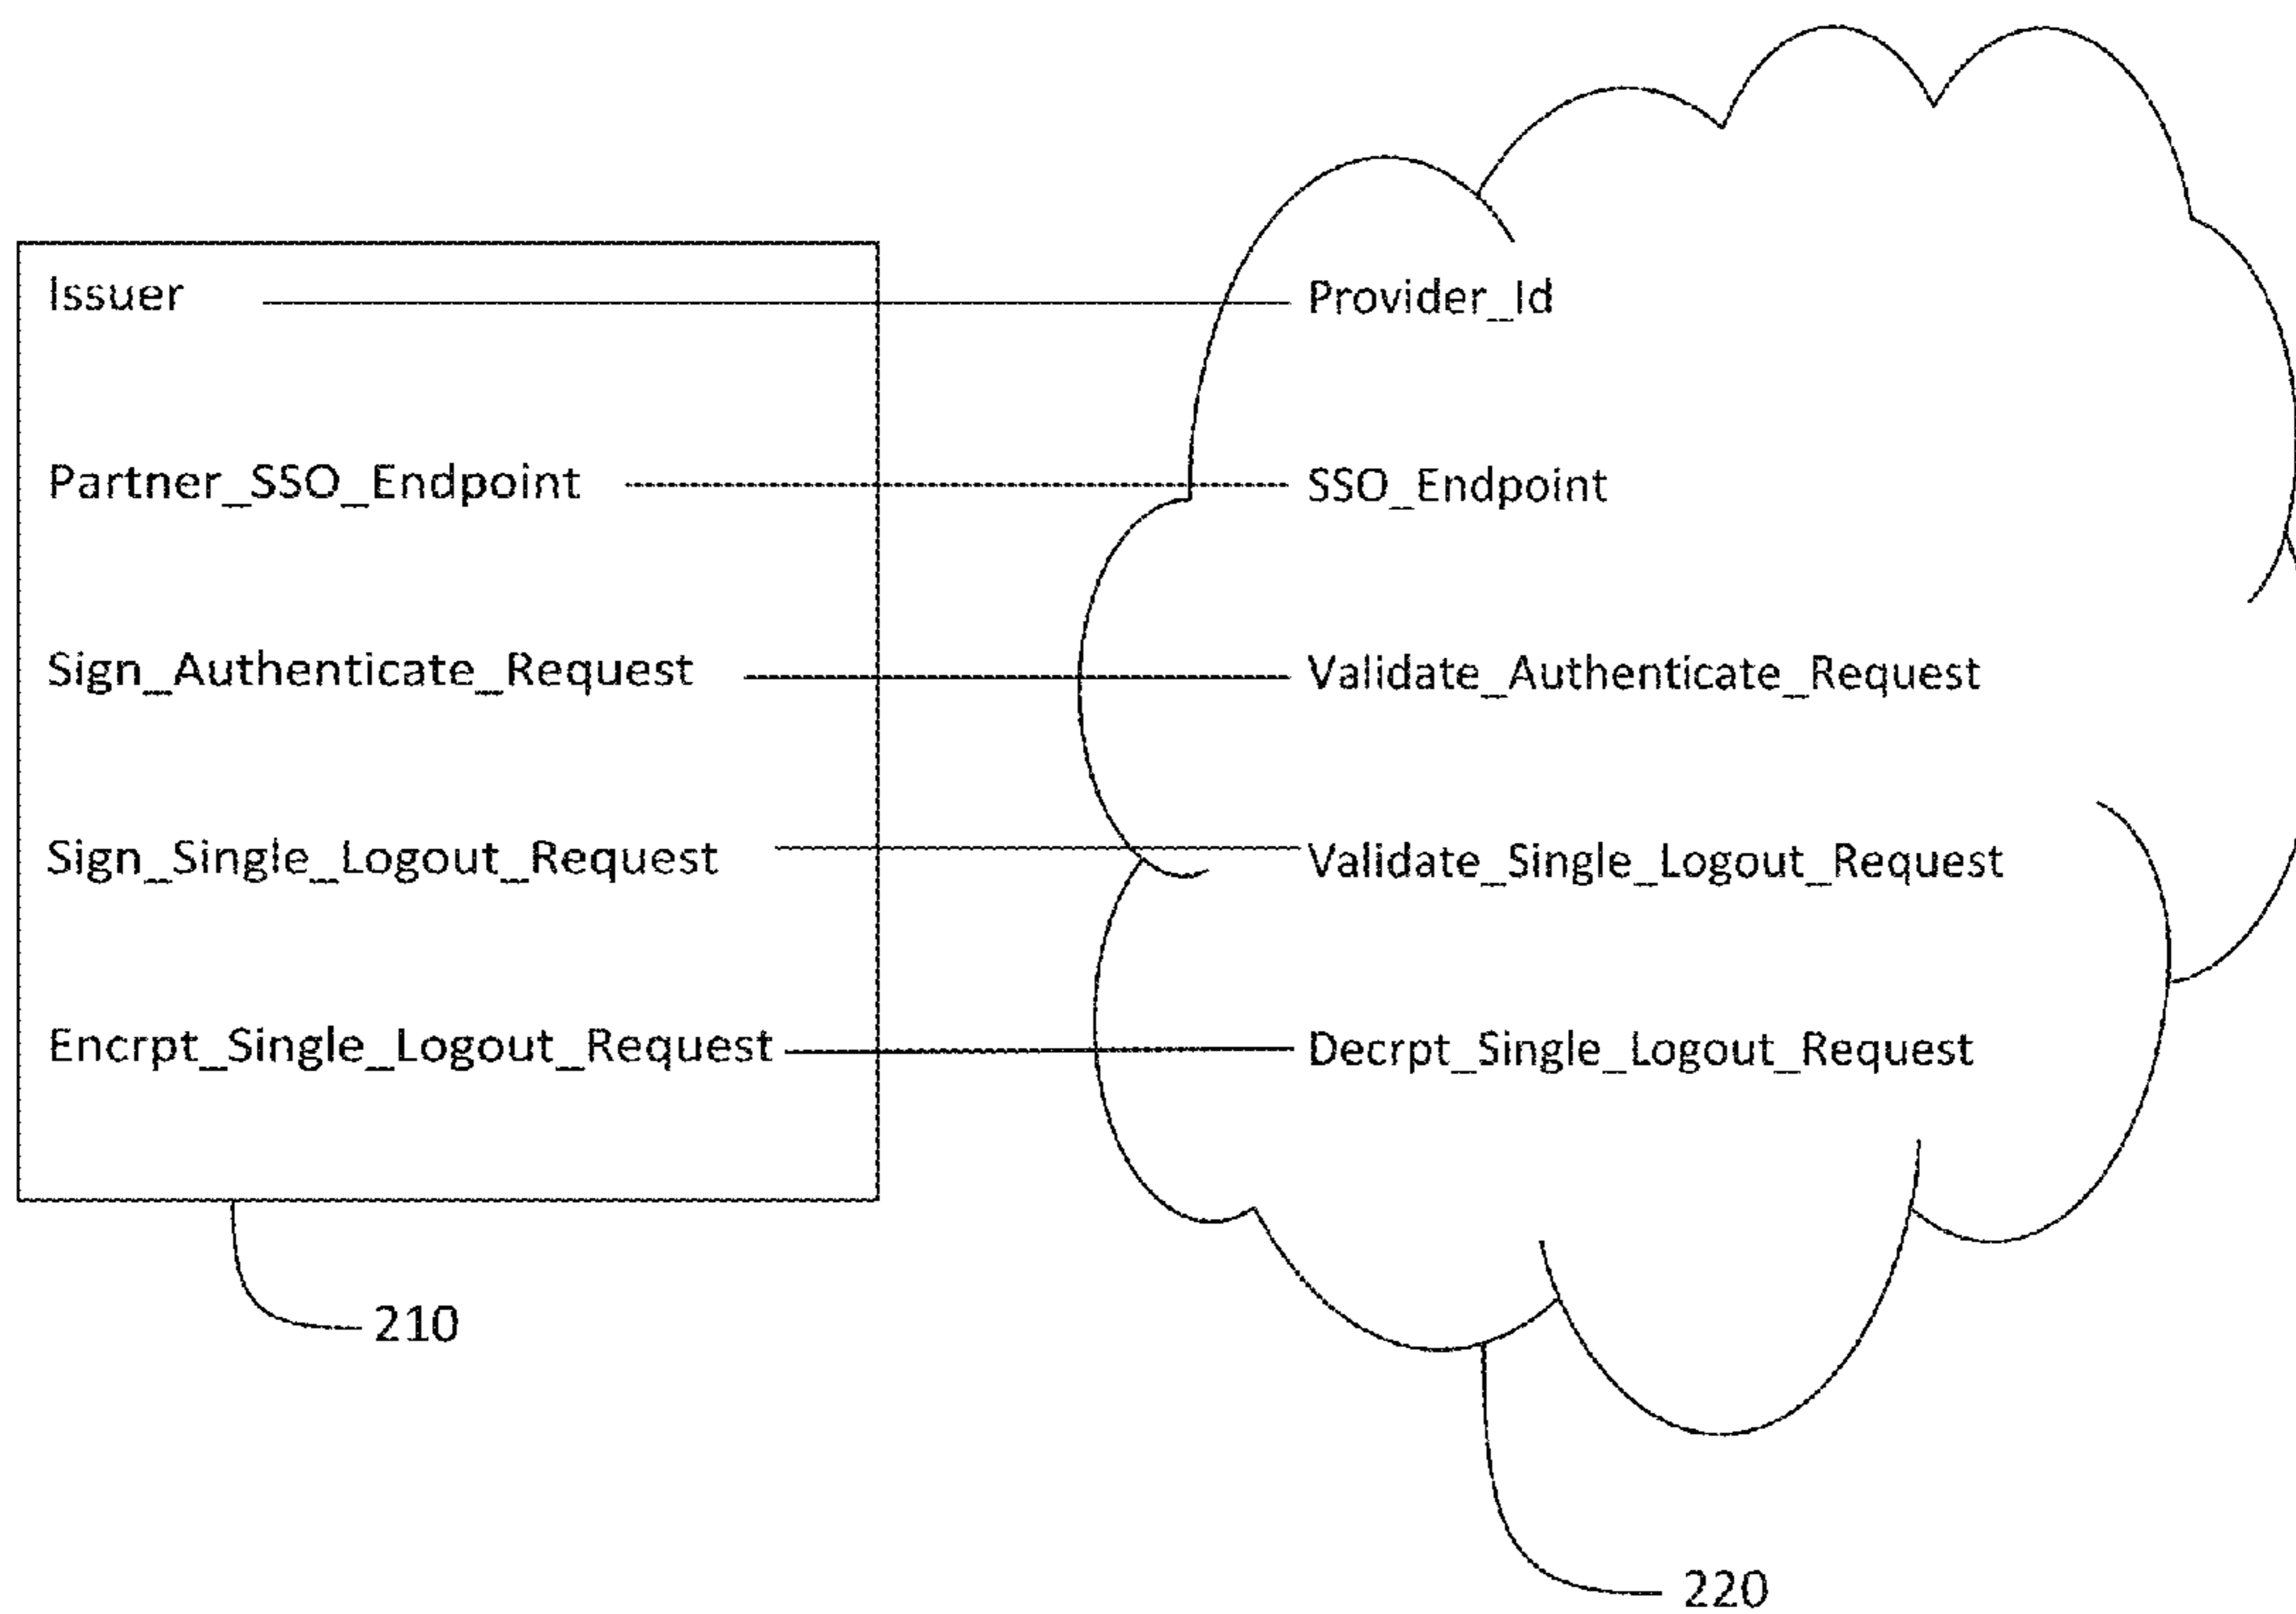 Issuer
Provider_Id
Partner_SSO_Endpoint
SSO_Endpoint
Sign_Authenticate_Request
Validate_Authenticate_Request
Sign_Single_Logout_Request
Validate_Single_Logout_Request
Encrpt_Single_Logout_Request
Decrpt_Single_Logout_Request
210
220